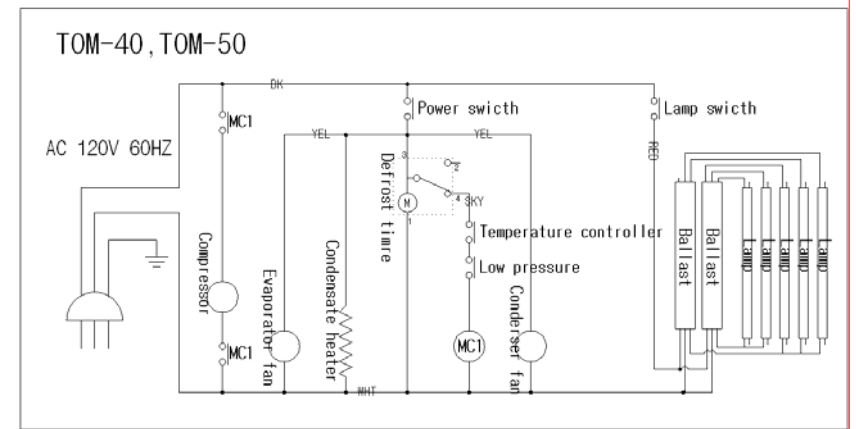 TOM-40,TOM-50
BK
Power swicth
Lamp swicth
MC1
AC 120V 60HZ
YEL
YEL
RED
3
2
Defrost timre
M
4
SKY
1
Temperature controller
Low pressure
Compressor
Evaporator fan
Condensate heater
Conderser fan
MC1
MC1
Ballast
Ballast
Lamp
Lamp
Lamp
Lamp
Lamp
WHT